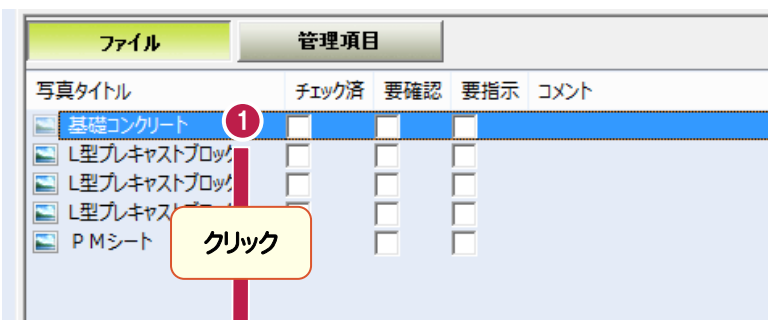 ファイル 管理項目
写真タイトル チェック済 要確認 要指示 コメント
基礎コンクリート 1
L型プレキャストブロック
L型プレキャストブロック
L型プレキャスト
PMシート
クリック